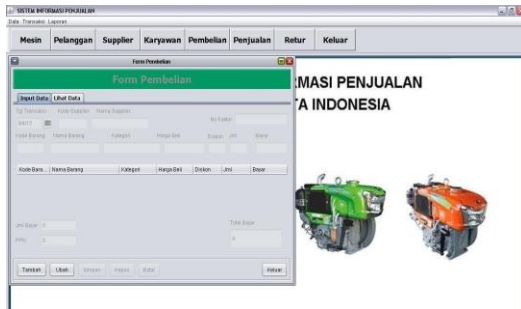 SISTEM INFORMASI PENJUALAN
Data Transaksi Laporan
Mesin Pelanggan Supplier Karyawan Pembelian Penjualan Retur Keluar
Form Pembelian
Form Pembelian
Input Data Lihat Data
Tgl Transaksi Kode Supplier Nama Supplier
No Faktur
Kode Barang Nama Barang Kategori Harga Beli Diskon Jml Bayar
Kode Bara... Nama Barang Kategori Harga Beli Diskon Jml Bayar
Jml Bayar 0
Total Bayar
PPN 0
0
Tambah Ubah Simpan Hapus Batal Keluar
RMASI PENJUALAN
TA INDONESIA